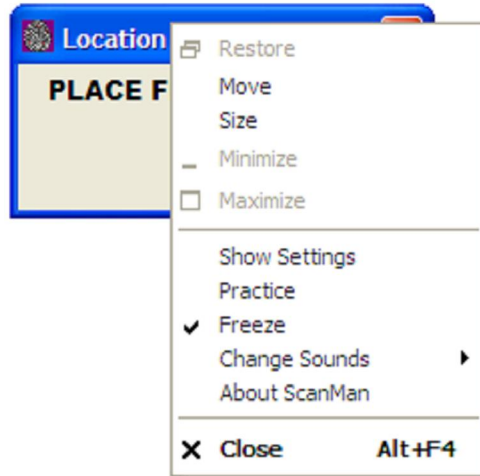 Location
PLACE F
Restore
Move
Size
Minimize
Maximize
Show Settings
Practice
Freeze
Change Sounds
About ScanMan
Close Alt+F4